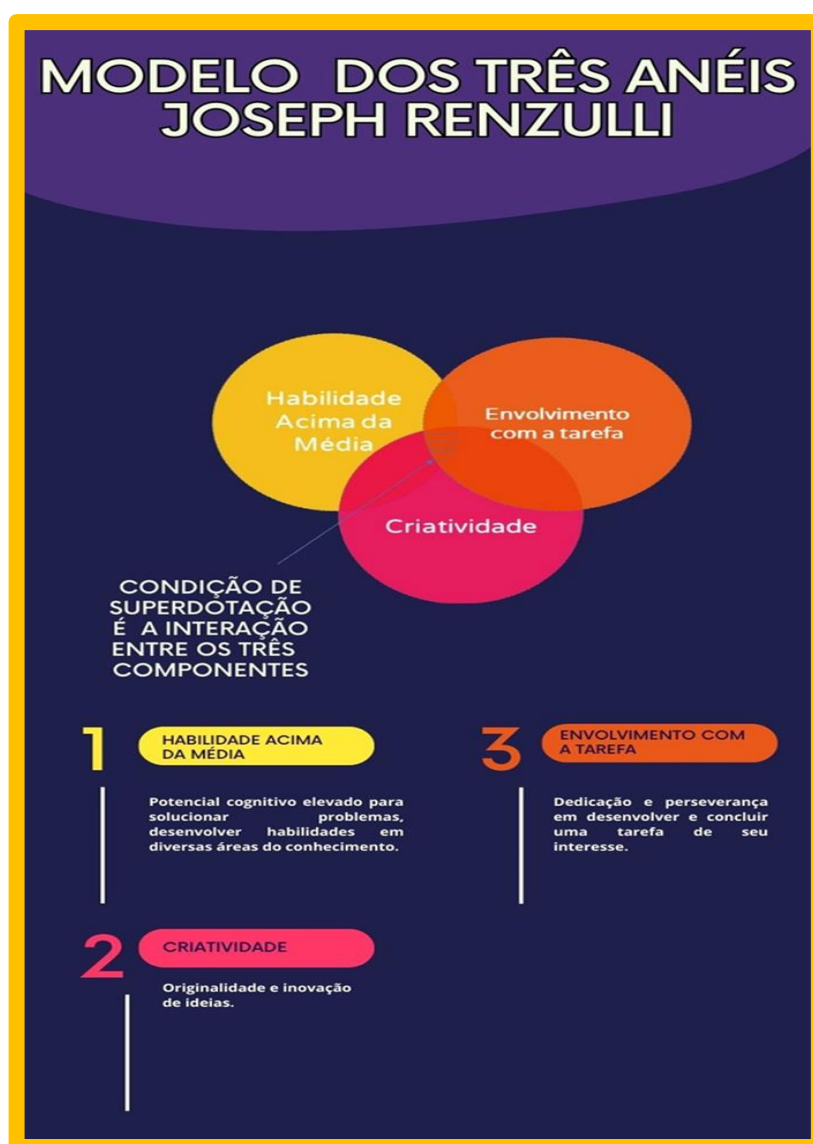 MODELO DOS TRÊS ANÉIS
JOSEPH RENZULLI
Habilidade
Acima da
Média
Envolvimento
com a tarefa
Criatividade
CONDIÇÃO DE
SUPERDOTAÇÃO
É A INTERAÇÃO
ENTRE OS TRÊS
COMPONENTES
1
HABILIDADE ACIMA
DA MÉDIA
Potencial cognitivo elevado para
solucionar problemas,
desenvolver habilidades em
diversas áreas do conhecimento.
2
CRIATIVIDADE
Originalidade e inovação
de ideias.
3
ENVOLVIMENTO COM
A TAREFA
Dedicação e perseverança
em desenvolver e concluir
uma tarefa de seu
interesse.